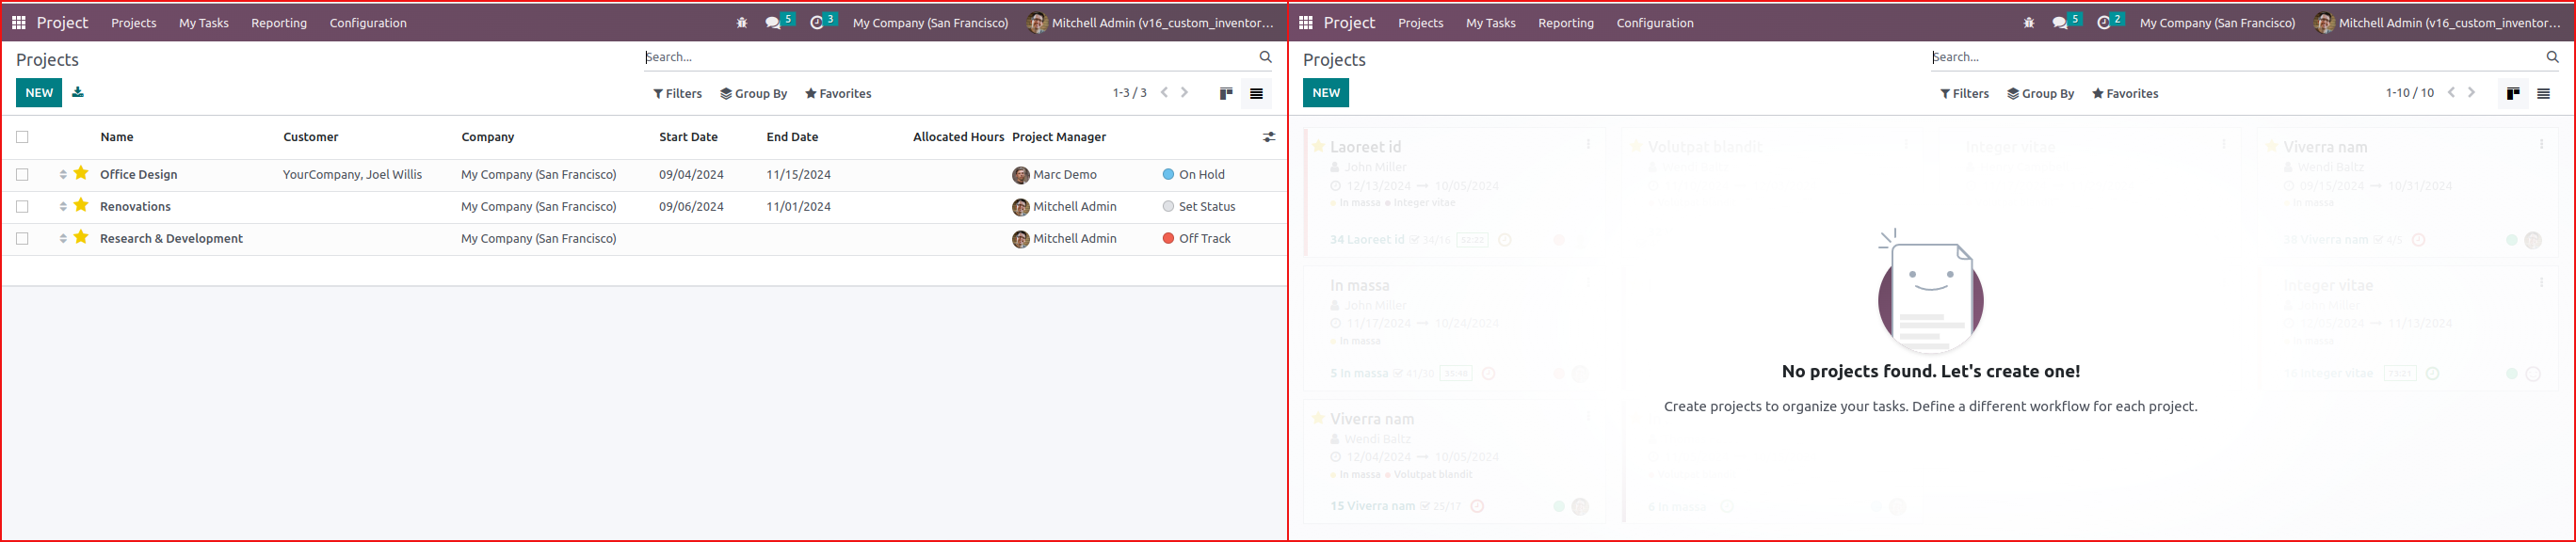 Project Projects My Tasks Reporting Configuration 5 3 My Company (San Francisco) Mitchell Admin (v16_custom_inventor...
Projects
Search...
NEW Filters Group By Favorites 1-3 / 3
Name Customer Company Start Date End Date Allocated Hours Project Manager
Office Design YourCompany, Joel Willis My Company (San Francisco) 09/04/2024 11/15/2024 Marc Demo On Hold
Renovations My Company (San Francisco) 09/06/2024 11/01/2024 Mitchell Admin Set Status
Research & Development My Company (San Francisco) Mitchell Admin Off Track
Project Projects My Tasks Reporting Configuration 5 2 My Company (San Francisco) Mitchell Admin (v16_custom_inventor...
Projects
Search...
NEW Filters Group By Favorites 1-10 / 10
Laoreet id
John Miller
12/13/2024 → 10/05/2024
In massa Integer vitae
34 Laoreet id 34/16
Volutpat blandit
Integer vitae
Viverra nam
Wendi Baltz
09/15/2024 → 10/31/2024
In massa
Viverra nam
In massa
John Miller
11/17/2024 → 10/24/2024
In massa
5 In massa
Integer vitae
John Miller
11/13/2024
In massa
Integer vitae
Viverra nam
Wendi Baltz
12/04/2024 → 10/05/2024
In massa Volutpat blandit
15 Viverra nam 25/17
6 In massa
No projects found. Let's create one!
Create projects to organize your tasks. Define a different workflow for each project.